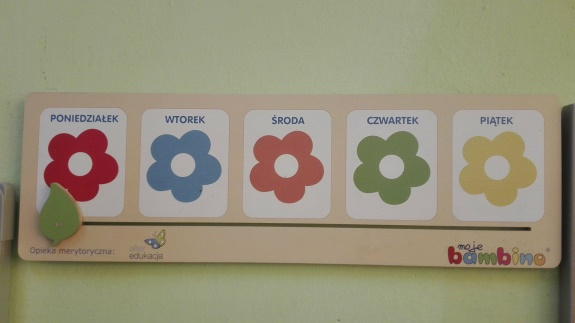 PONIEDZIAŁEK
WTOREK
ŚRODA
CZWARTEK
PIĄTEK
Opieka merytoryczna:
edukacja
moje
bambino